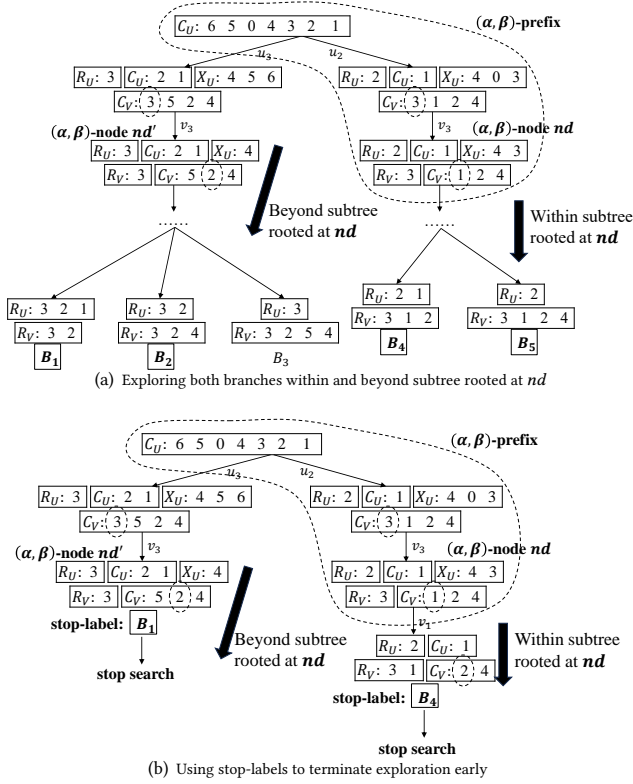 C_U: 6 5 0 4 3 2 1
(α, β)-prefix
u_3
u_2
R_U: 3 C_U: 2 1 X_U: 4 5 6
R_U: 2 C_U: 1 X_U: 4 0 3
C_V: 3 5 2 4
C_V: 3 1 2 4
v_3
v_3
(α, β)-node nd′
(α, β)-node nd
R_U: 3 C_U: 2 1 X_U: 4
R_U: 2 C_U: 1 X_U: 4 3
R_V: 3 C_V: 5 2 4
R_V: 3 C_V: 1 2 4
Beyond subtree
rooted at nd
Within subtree
rooted at nd
......
......
R_U: 3 2 1
R_U: 3 2
R_U: 3
R_U: 2 1
R_U: 2
R_V: 3 2
R_V: 3 2 4
R_V: 3 2 5 4
R_V: 3 1 2
R_V: 3 1 2 4
B_1
B_2
B_3
B_4
B_5
(a) Exploring both branches within and beyond subtree rooted at nd
C_U: 6 5 0 4 3 2 1
(α, β)-prefix
u_3
u_2
R_U: 3 C_U: 2 1 X_U: 4 5 6
R_U: 2 C_U: 1 X_U: 4 0 3
C_V: 3 5 2 4
C_V: 3 1 2 4
v_3
v_3
(α, β)-node nd′
(α, β)-node nd
R_U: 3 C_U: 2 1 X_U: 4
R_U: 2 C_U: 1 X_U: 4 3
R_V: 3 C_V: 5 2 4
R_V: 3 C_V: 1 2 4
stop-label: B_1
v_1
Beyond subtree
rooted at nd
R_U: 2 C_U: 1
Within subtree
rooted at nd
R_V: 3 1 C_V: 2 4
stop search
stop-label: B_4
stop search
(b) Using stop-labels to terminate exploration early